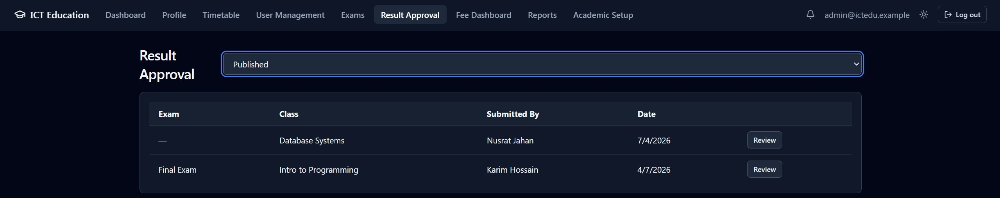 ICT Education Dashboard Profile Timetable User Management Exams Result Approval Fee Dashboard Reports Academic Setup admin@ictedu.example Log out
Result
Approval
Published
Exam Class Submitted By Date
— Database Systems Nusrat Jahan 7/4/2026 Review
Final Exam Intro to Programming Karim Hossain 4/7/2026 Review